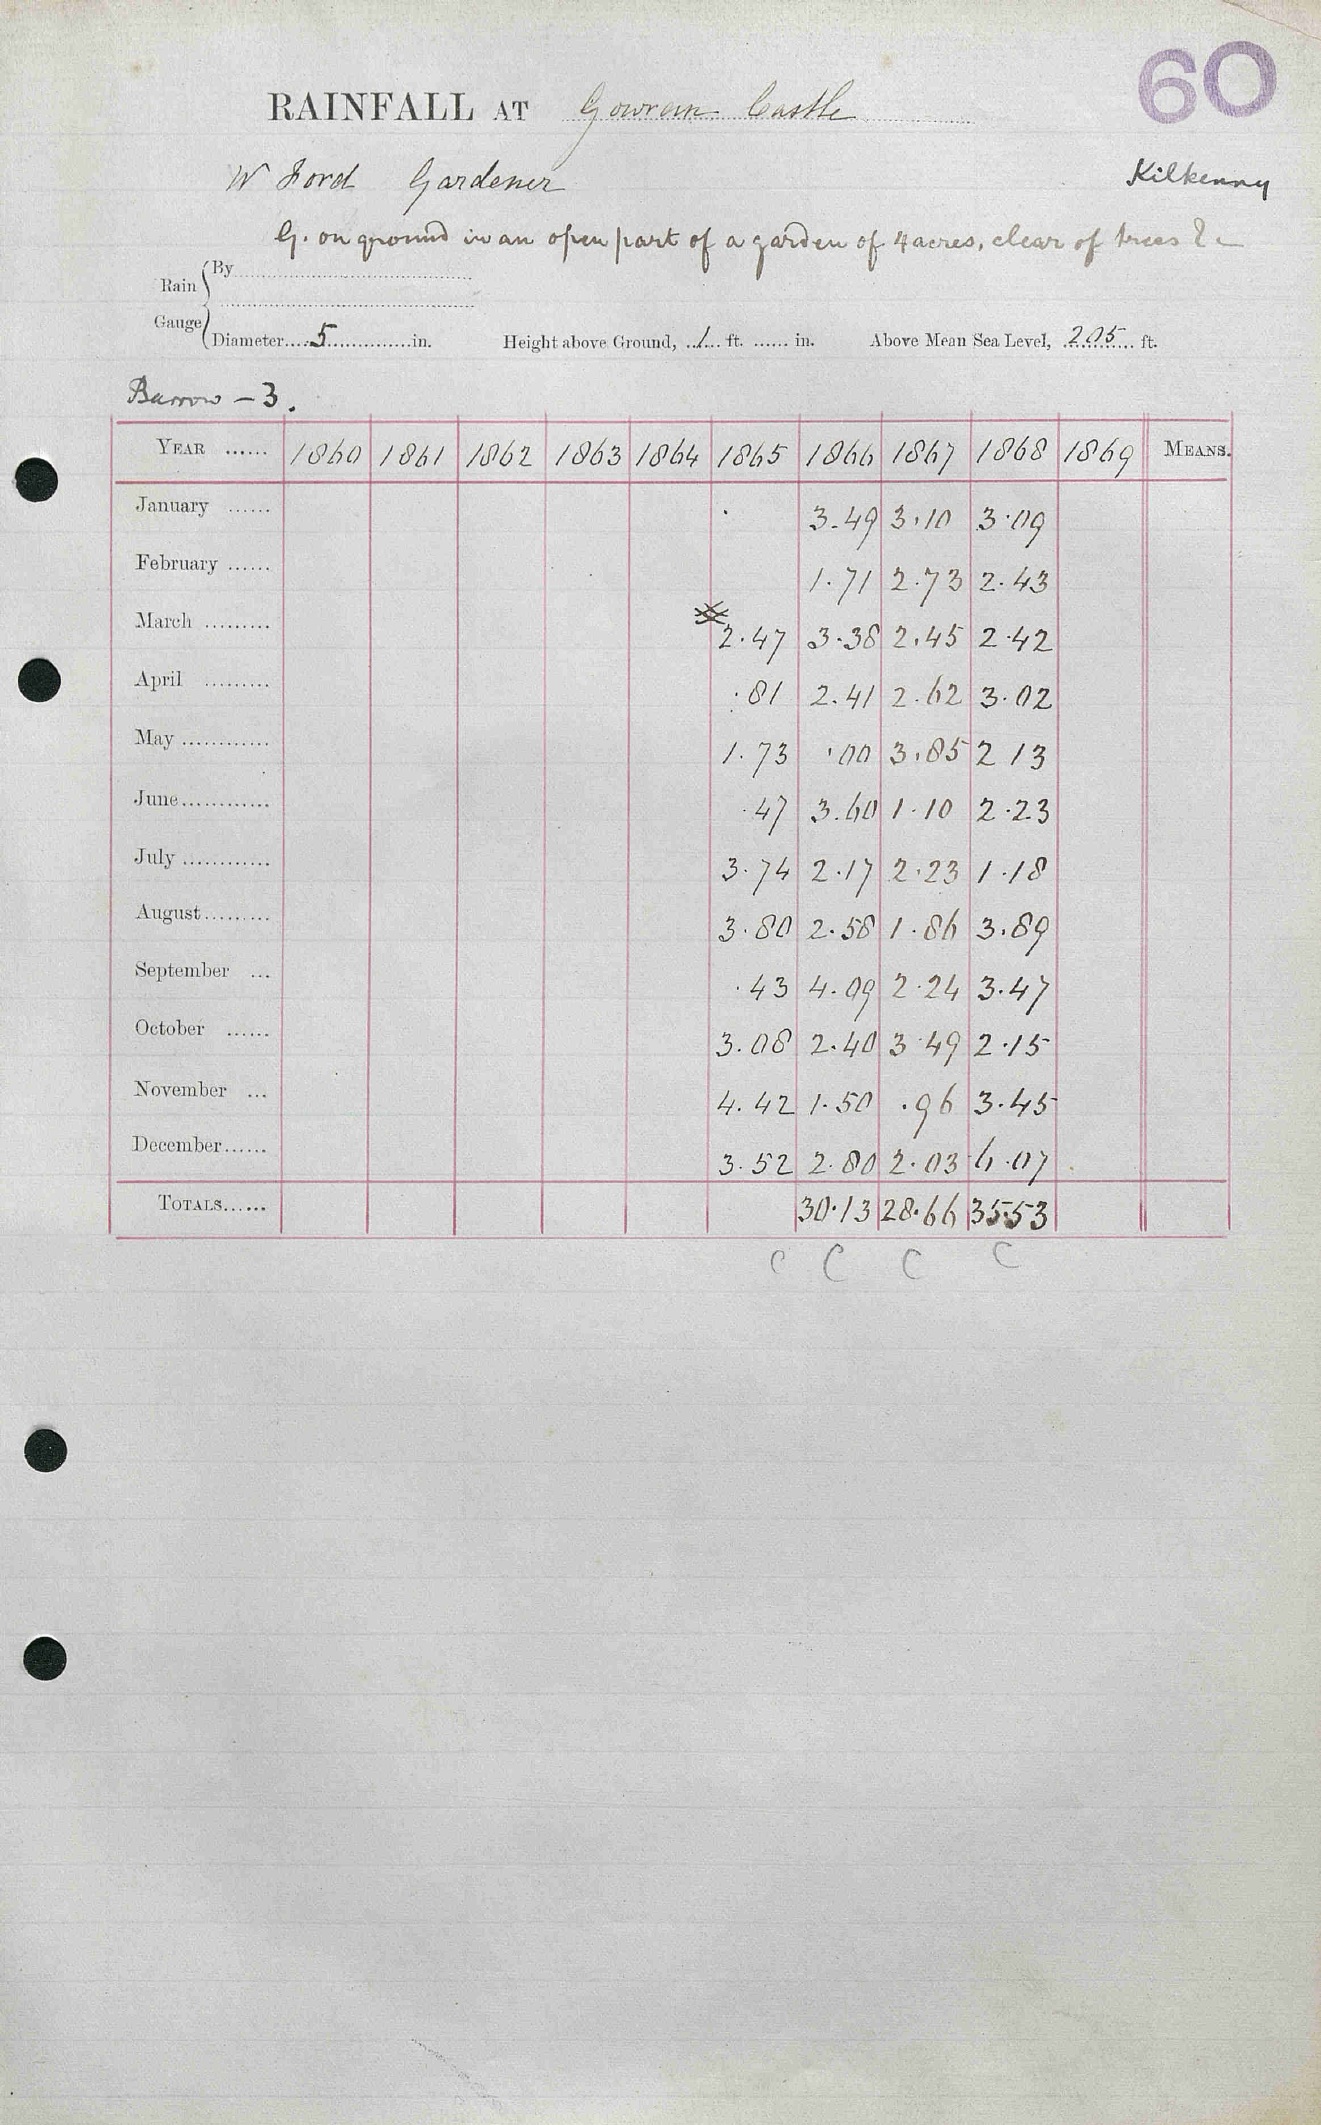 60
RAINFALL AT Gowran Castle
W Ford Gardener Kilkenny
G. on ground in an open part of a garden of 4 acres, clear of trees &c
Rain Gauge { By
Diameter 5 in. Height above Ground, 1 ft. in. Above Mean Sea Level, 205 ft.
Barrow - 3.
YEAR 1860 1861 1862 1863 1864 1865 1866 1867 1868 1869 MEANS.
January 3.49 3.10 3.09
February 1.71 2.73 2.43
March 2.47 3.38 2.45 2.42
April .81 2.41 2.62 3.02
May 1.73 .00 3.85 2 13
June .47 3.60 1.10 2.23
July 3.74 2.17 2.23 1.18
August 3.80 2.58 1.86 3.89
September .43 4.09 2.24 3.47
October 3.08 2.40 3 49 2.15
November 4.42 1.50 .96 3.45
December 3.52 2.80 2.03 6.07
TOTALS 30.13 28.66 35.53
C C C C